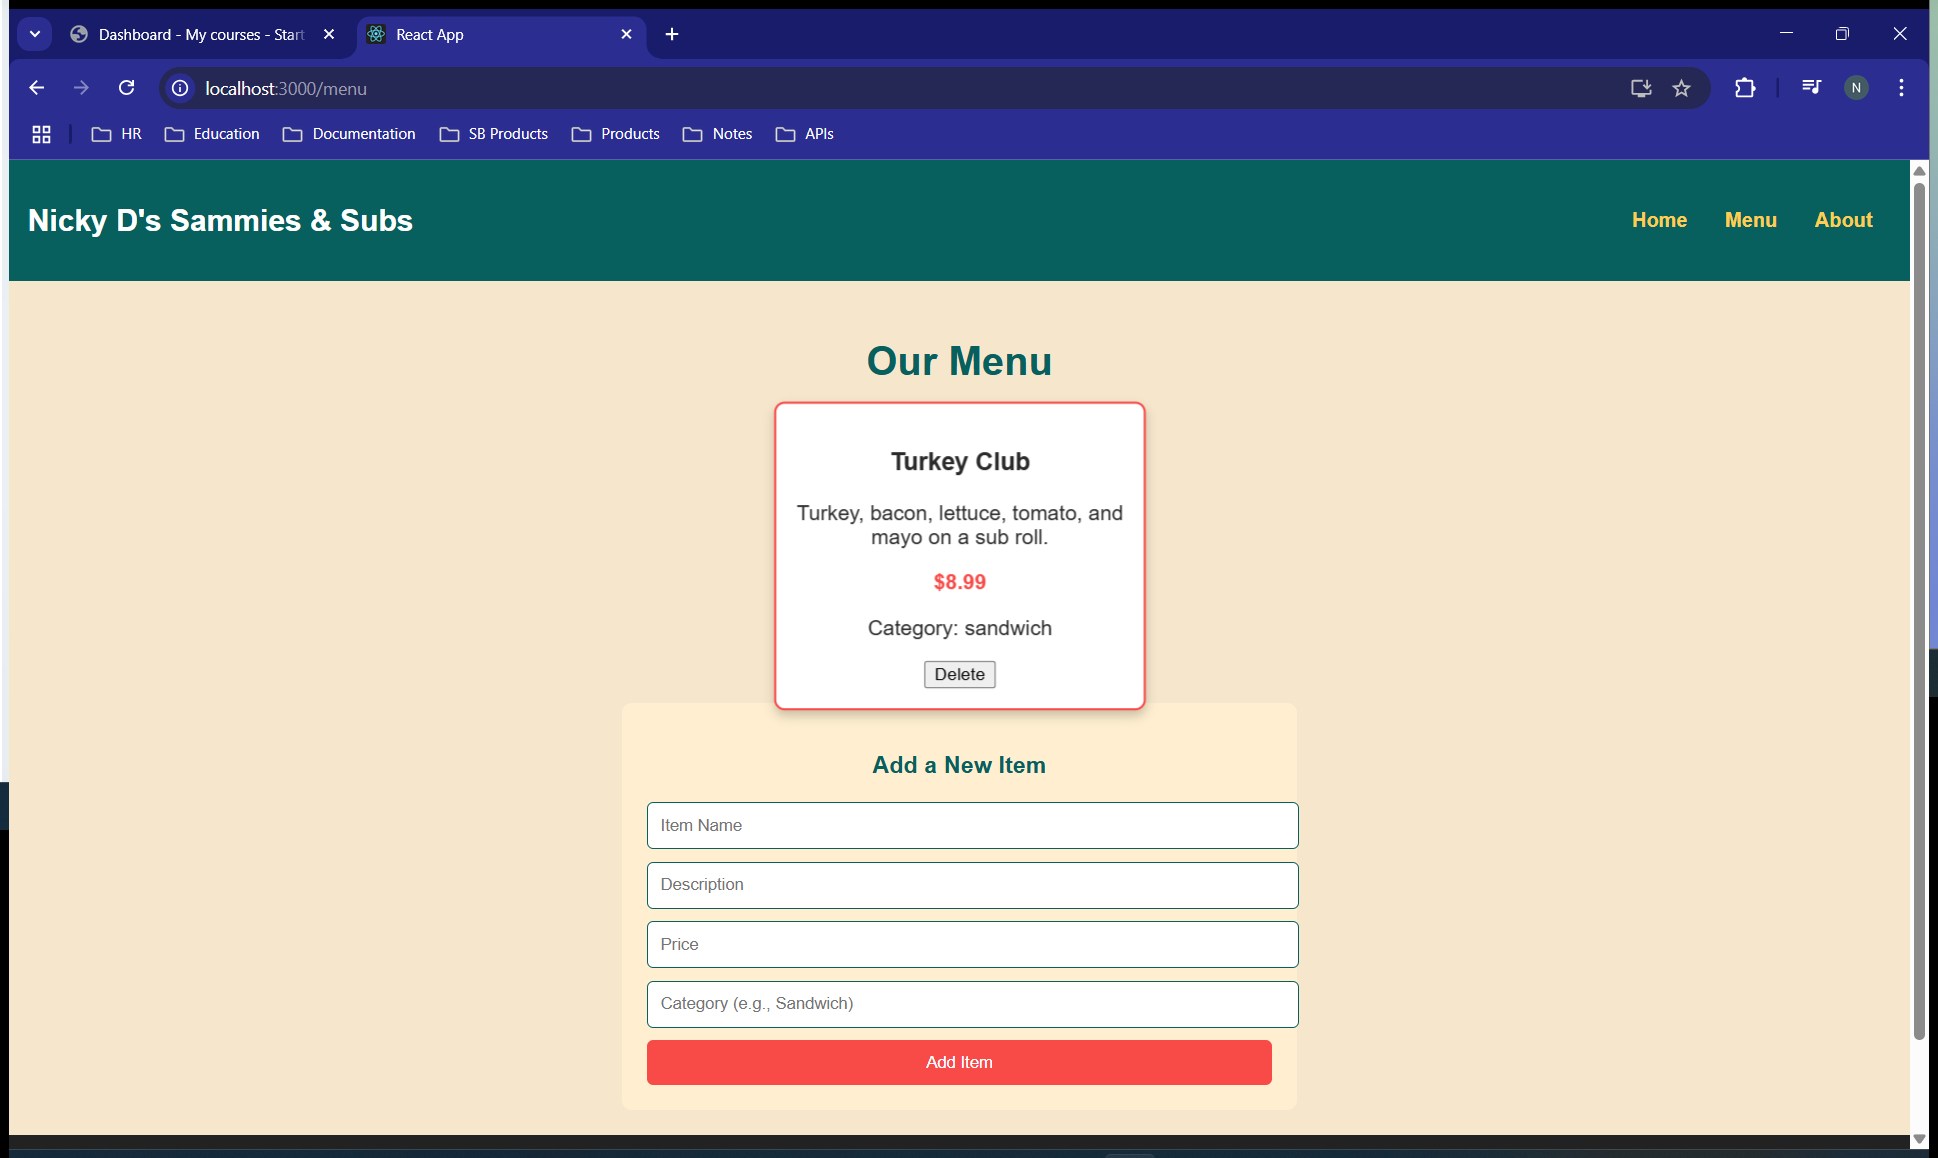 Dashboard - My courses - Start
React App
localhost:3000/menu
N
HR
Education
Documentation
SB Products
Products
Notes
APIs
Nicky D's Sammies & Subs
Home
Menu
About
Our Menu
Turkey Club
Turkey, bacon, lettuce, tomato, and
mayo on a sub roll.
$8.99
Category: sandwich
Delete
Add a New Item
Item Name
Description
Price
Category (e.g., Sandwich)
Add Item